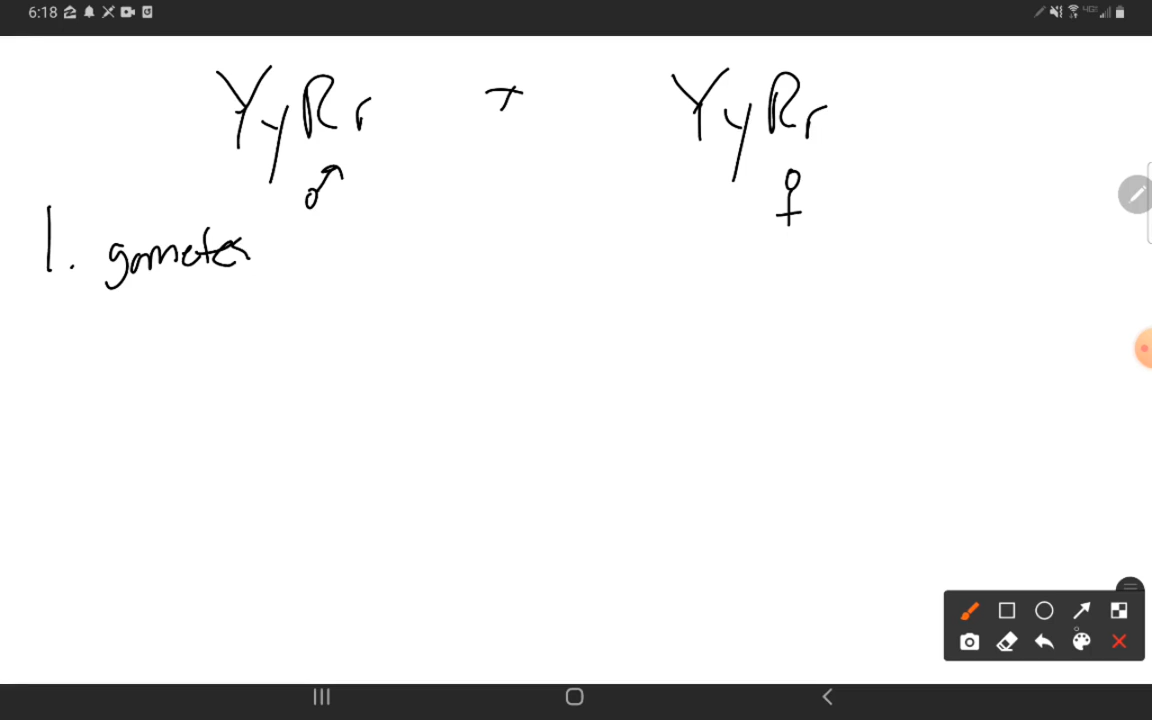 6:18
YyRr + YyRr
♂ ♀
1. gametes